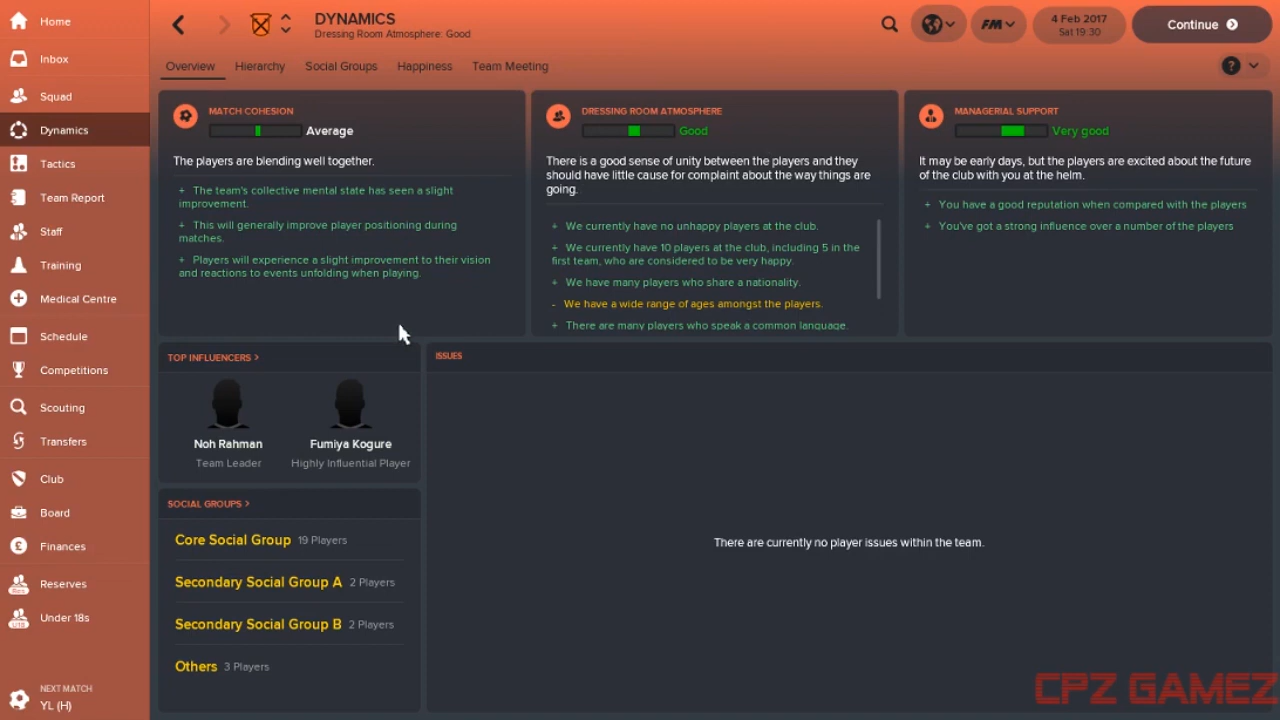 Home
Inbox
Squad
Dynamics
Tactics
Team Report
Staff
Training
Medical Centre
Schedule
Competitions
Scouting
Transfers
Club
Board
Finances
Reserves
Under 18s
NEXT MATCH
YL (H)
DYNAMICS
Dressing Room Atmosphere: Good
FM
4 Feb 2017
Sat 19:30
Continue
Overview
Hierarchy
Social Groups
Happiness
Team Meeting
?
MATCH COHESION
Average
The players are blending well together.
+ The team's collective mental state has seen a slight
improvement.
+ This will generally improve player positioning during
matches.
+ Players will experience a slight improvement to their vision
and reactions to events unfolding when playing.
DRESSING ROOM ATMOSPHERE
Good
There is a good sense of unity between the players and they
should have little cause for complaint about the way things are
going.
+ We currently have no unhappy players at the club.
+ We currently have 10 players at the club, including 5 in the
first team, who are considered to be very happy.
+ We have many players who share a nationality.
- We have a wide range of ages amongst the players.
+ There are many players who speak a common language.
MANAGERIAL SUPPORT
Very good
It may be early days, but the players are excited about the future
of the club with you at the helm.
+ You have a good reputation when compared with the players
+ You've got a strong influence over a number of the players
TOP INFLUENCERS >
Noh Rahman
Team Leader
Fumiya Kogure
Highly Influential Player
SOCIAL GROUPS >
Core Social Group 19 Players
Secondary Social Group A 2 Players
Secondary Social Group B 2 Players
Others 3 Players
ISSUES
There are currently no player issues within the team.
CPZ GAMEZ